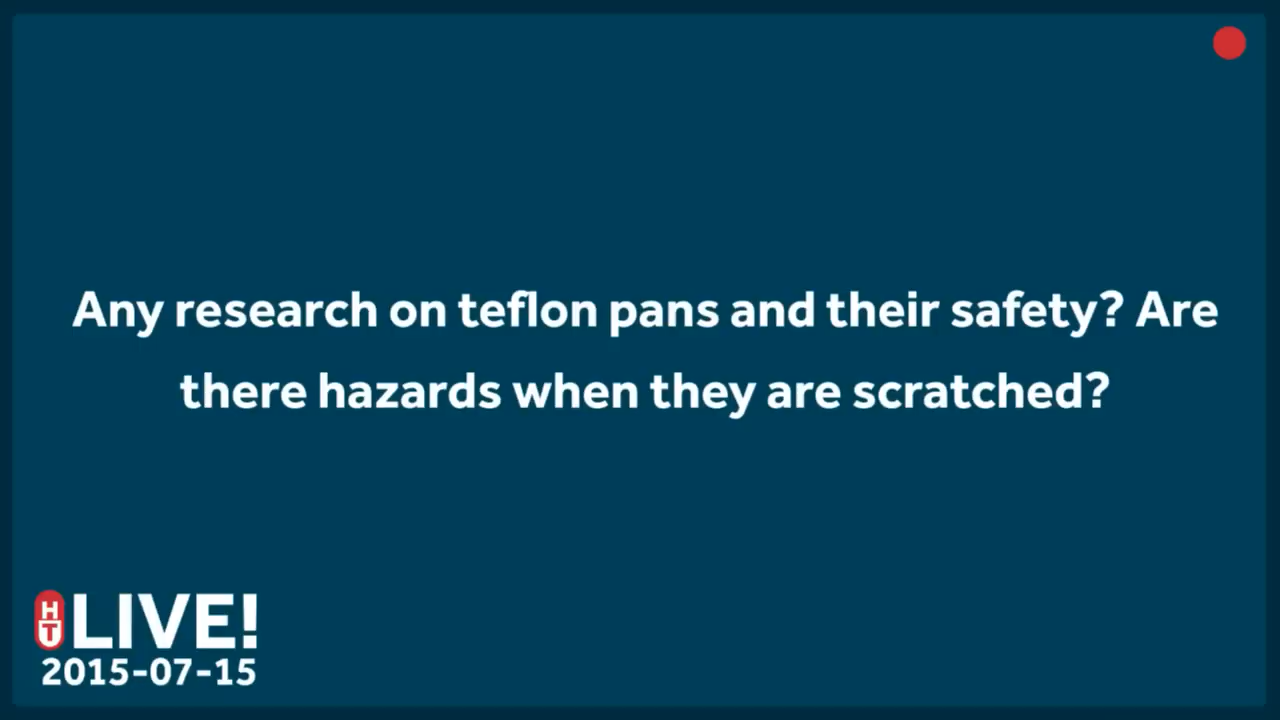 Any research on teflon pans and their safety? Are
there hazards when they are scratched?
HT LIVE!
2015-07-15